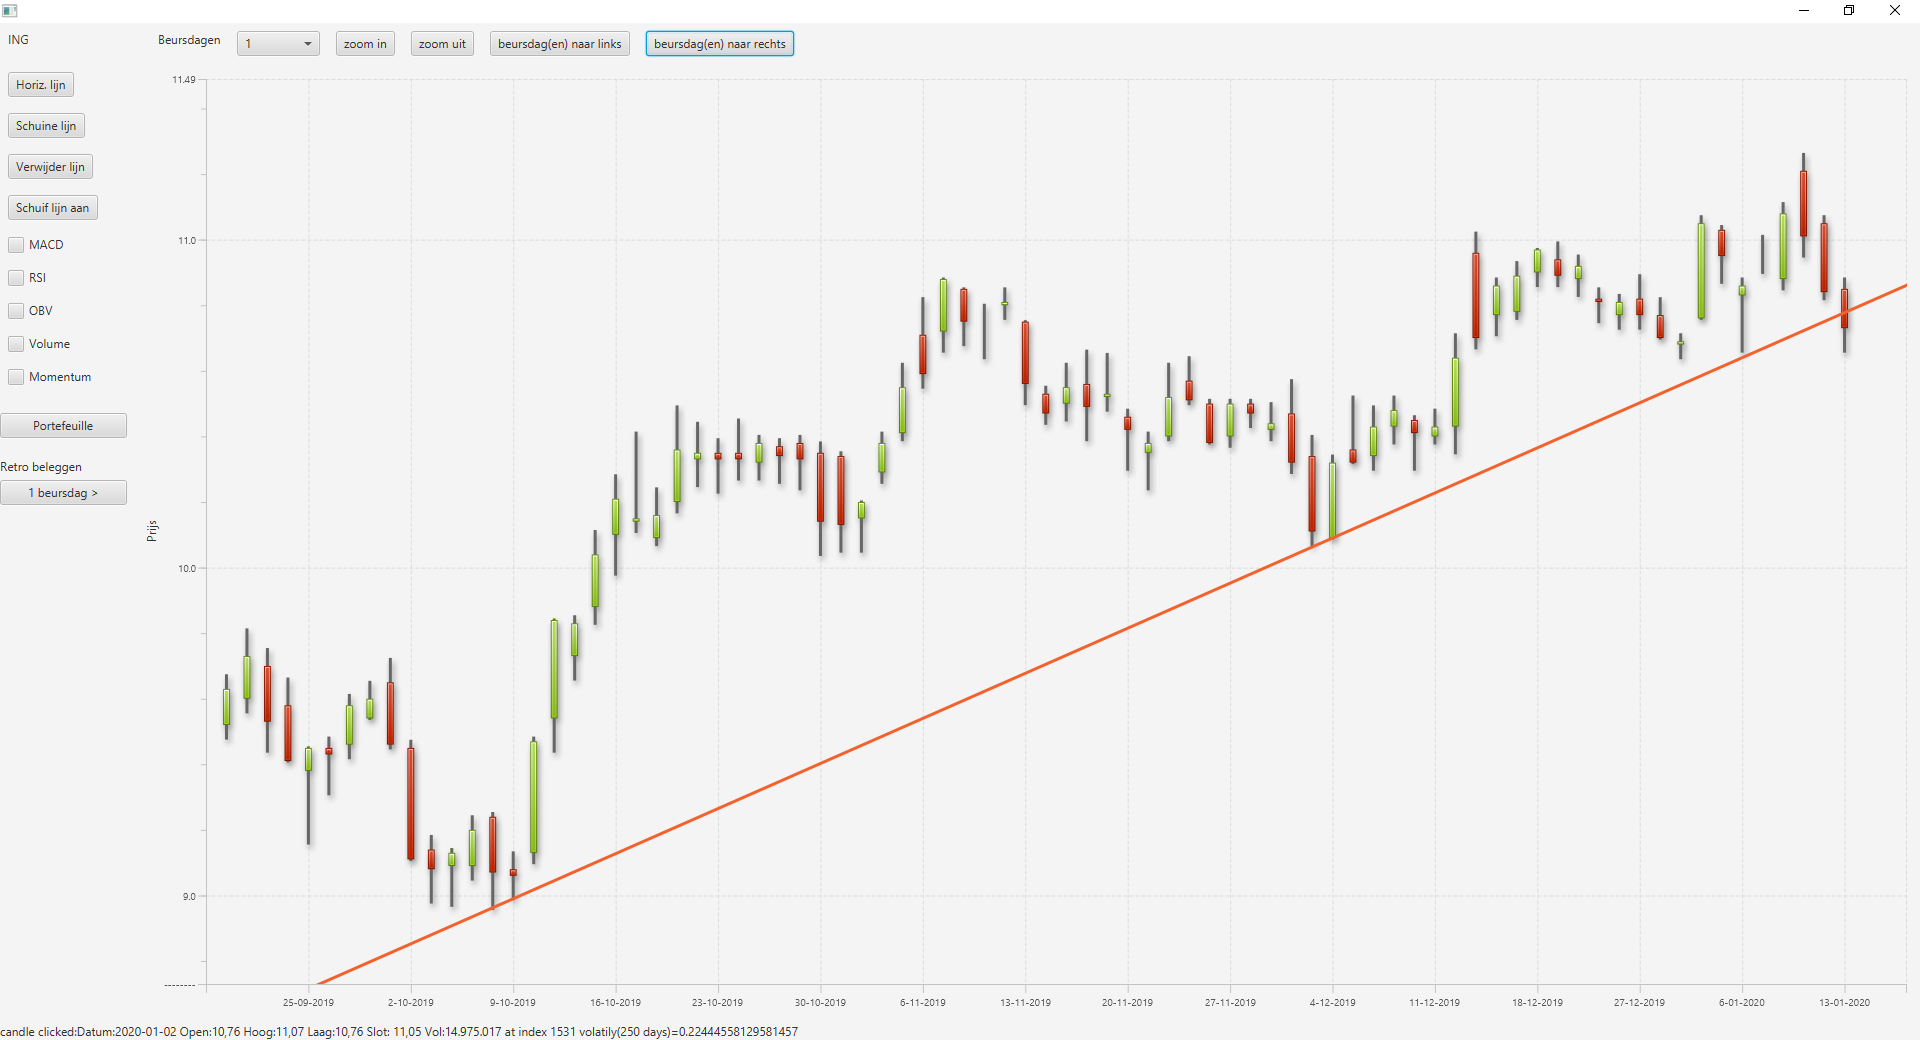 ING
Beursdagen
1
zoom in
zoom uit
beursdag(en) naar links
beursdag(en) naar rechts
Horiz. lijn
Schuine lijn
Verwijder lijn
Schuif lijn aan
MACD
RSI
OBV
Volume
Momentum
Portefeuille
Retro beleggen
1 beursdag >
Prijs
11.49
11.0
10.0
9.0
--------
25-09-2019
2-10-2019
9-10-2019
16-10-2019
23-10-2019
30-10-2019
6-11-2019
13-11-2019
20-11-2019
27-11-2019
4-12-2019
11-12-2019
18-12-2019
27-12-2019
6-01-2020
13-01-2020
candle clicked:Datum:2020-01-02 Open:10,76 Hoog:11,07 Laag:10,76 Slot: 11,05 Vol:14.975.017 at index 1531 volatily(250 days)=0.22444558129581457